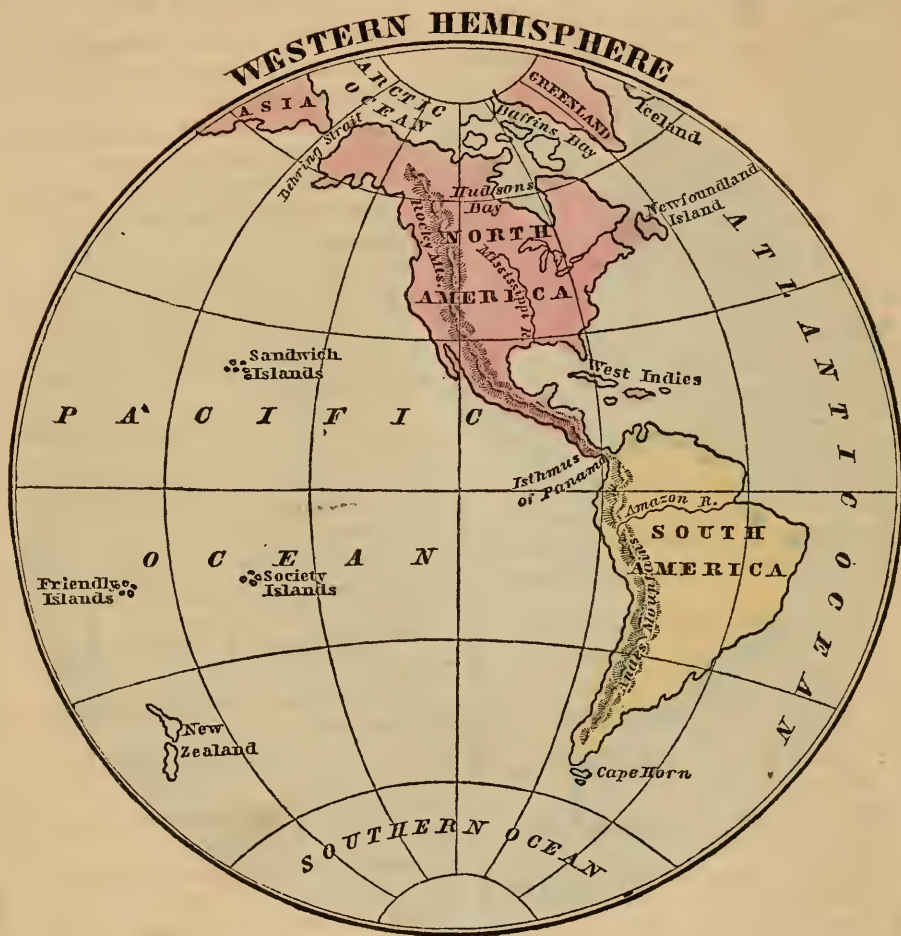 WESTERN HEMISPHERE
ARCTIC
OCEAN
ASIA
GREENLAND
Iceland
Baffins Bay
Behring Strait
Hudsons
Bay
Newfoundland
Island
Rocky Mts.
NORTH
AMERICA
Mississippi R.
ATLANTIC OCEAN
Sandwich
Islands
West Indies
PACIFIC
OCEAN
Isthmus
of Panama
Amazon R.
SOUTH
AMERICA
Andes Mountains
Friendly
Islands
Society
Islands
New
Zealand
Cape Horn
SOUTHERN OCEAN